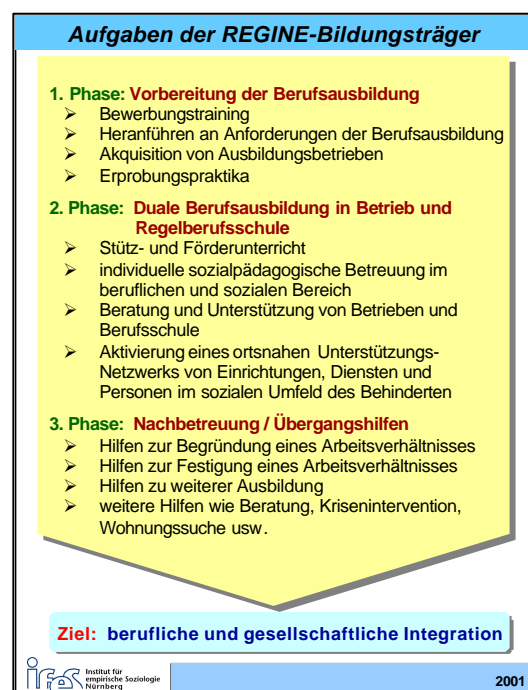 Aufgaben der REGINE-Bildungsträger
1. Phase: Vorbereitung der Berufsausbildung
➢ Bewerbungstraining
➢ Heranführen an Anforderungen der Berufsausbildung
➢ Akquisition von Ausbildungsbetrieben
➢ Erprobungspraktika
2. Phase: Duale Berufsausbildung in Betrieb und
Regelberufsschule
➢ Stütz- und Förderunterricht
➢ individuelle sozialpädagogische Betreuung im
beruflichen und sozialen Bereich
➢ Beratung und Unterstützung von Betrieben und
Berufsschule
➢ Aktivierung eines ortsnahen Unterstützungs-
Netzwerks von Einrichtungen, Diensten und
Personen im sozialen Umfeld des Behinderten
3. Phase: Nachbetreuung / Übergangshilfen
➢ Hilfen zur Begründung eines Arbeitsverhältnisses
➢ Hilfen zur Festigung eines Arbeitsverhältnisses
➢ Hilfen zu weiterer Ausbildung
➢ weitere Hilfen wie Beratung, Krisenintervention,
Wohnungssuche usw.
Ziel: berufliche und gesellschaftliche Integration
ifes Institut für
empirische Soziologie
Nürnberg
2001